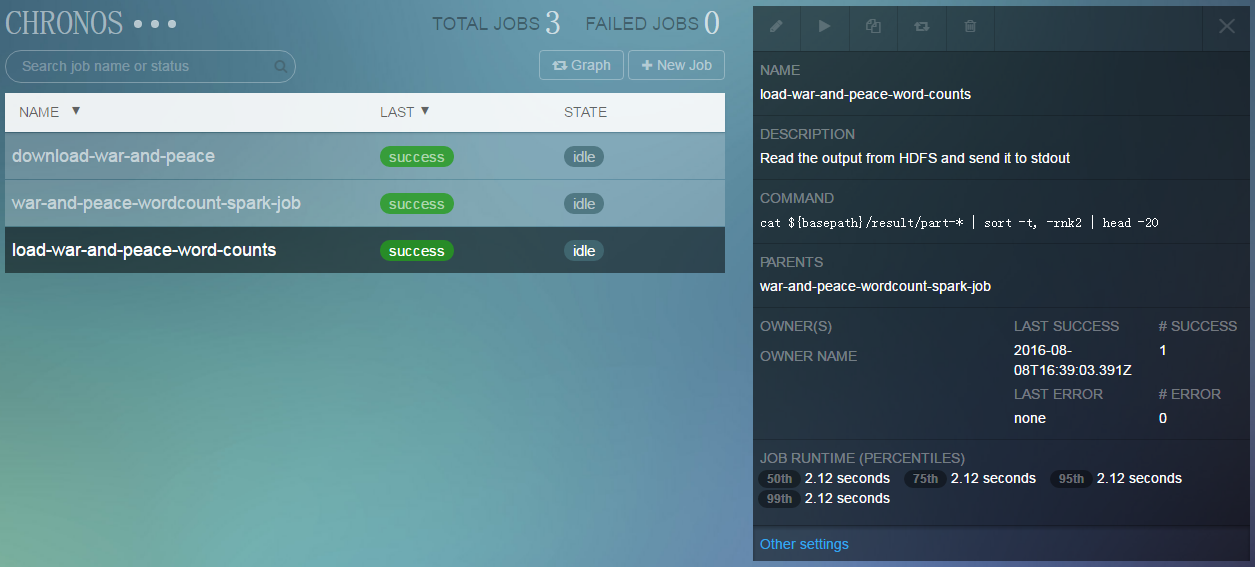 CHRONOS
TOTAL JOBS 3 FAILED JOBS 0
Search job name or status
Graph New Job
NAME LAST STATE
download-war-and-peace success idle
war-and-peace-wordcount-spark-job success idle
load-war-and-peace-word-counts success idle
NAME
load-war-and-peace-word-counts
DESCRIPTION
Read the output from HDFS and send it to stdout
COMMAND
cat ${basepath}/result/part-* | sort -t, -rnk2 | head -20
PARENTS
war-and-peace-wordcount-spark-job
OWNER(S)
OWNER NAME
LAST SUCCESS # SUCCESS
2016-08- 1
08T16:39:03.391Z
LAST ERROR # ERROR
none 0
JOB RUNTIME (PERCENTILES)
50th 2.12 seconds 75th 2.12 seconds 95th 2.12 seconds
99th 2.12 seconds
Other settings